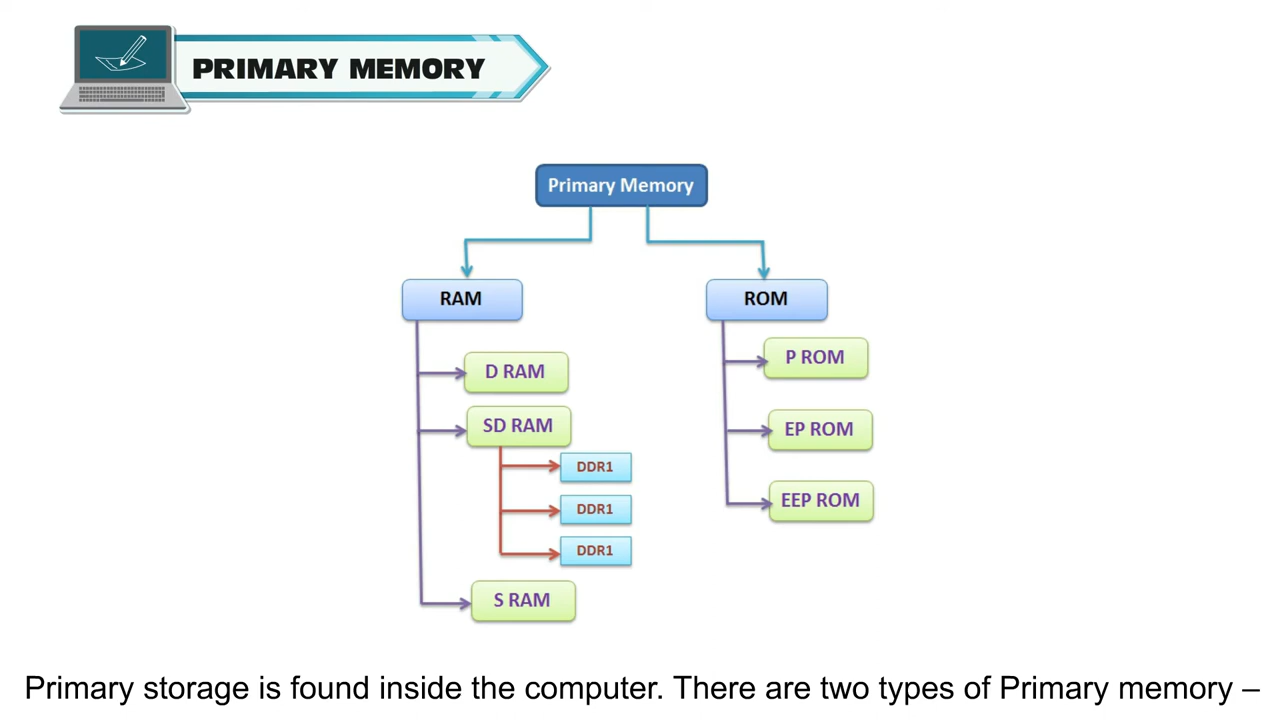 PRIMARY MEMORY
Primary Memory
RAM
ROM
D RAM
SD RAM
DDR1
DDR1
DDR1
S RAM
P ROM
EP ROM
EEP ROM
Primary storage is found inside the computer. There are two types of Primary memory –